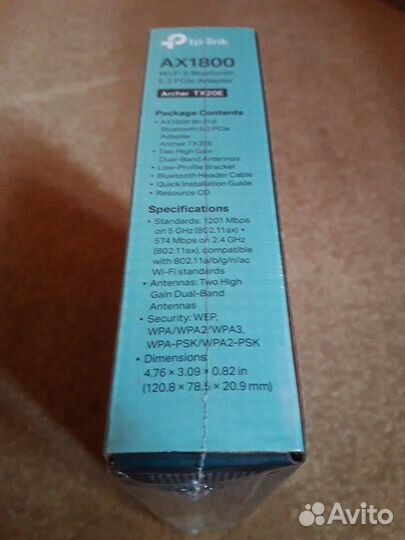 tp-link
AX1800
Wi-Fi 6 Bluetooth
5.2 PCIe Adapter
Archer TX20E
Package Contents
• AX1800 Wi-Fi 6
Bluetooth 5.2 PCIe
Adapter
Archer TX20E
• Two High Gain
Dual-Band Antennas
• Low-Profile Bracket
• Bluetooth Header Cable
• Quick Installation Guide
• Resource CD
Specifications
• Standards: 1201 Mbps
on 5 GHz (802.11ax) +
574 Mbps on 2.4 GHz
(802.11ax), compatible
with 802.11a/b/g/n/ac
Wi-Fi standards
• Antennas: Two High
Gain Dual-Band
Antennas
• Security: WEP,
WPA/WPA2/WPA3,
WPA-PSK/WPA2-PSK
• Dimensions:
4.76 × 3.09 × 0.82 in
(120.8 × 78.5 × 20.9 mm)
Avito